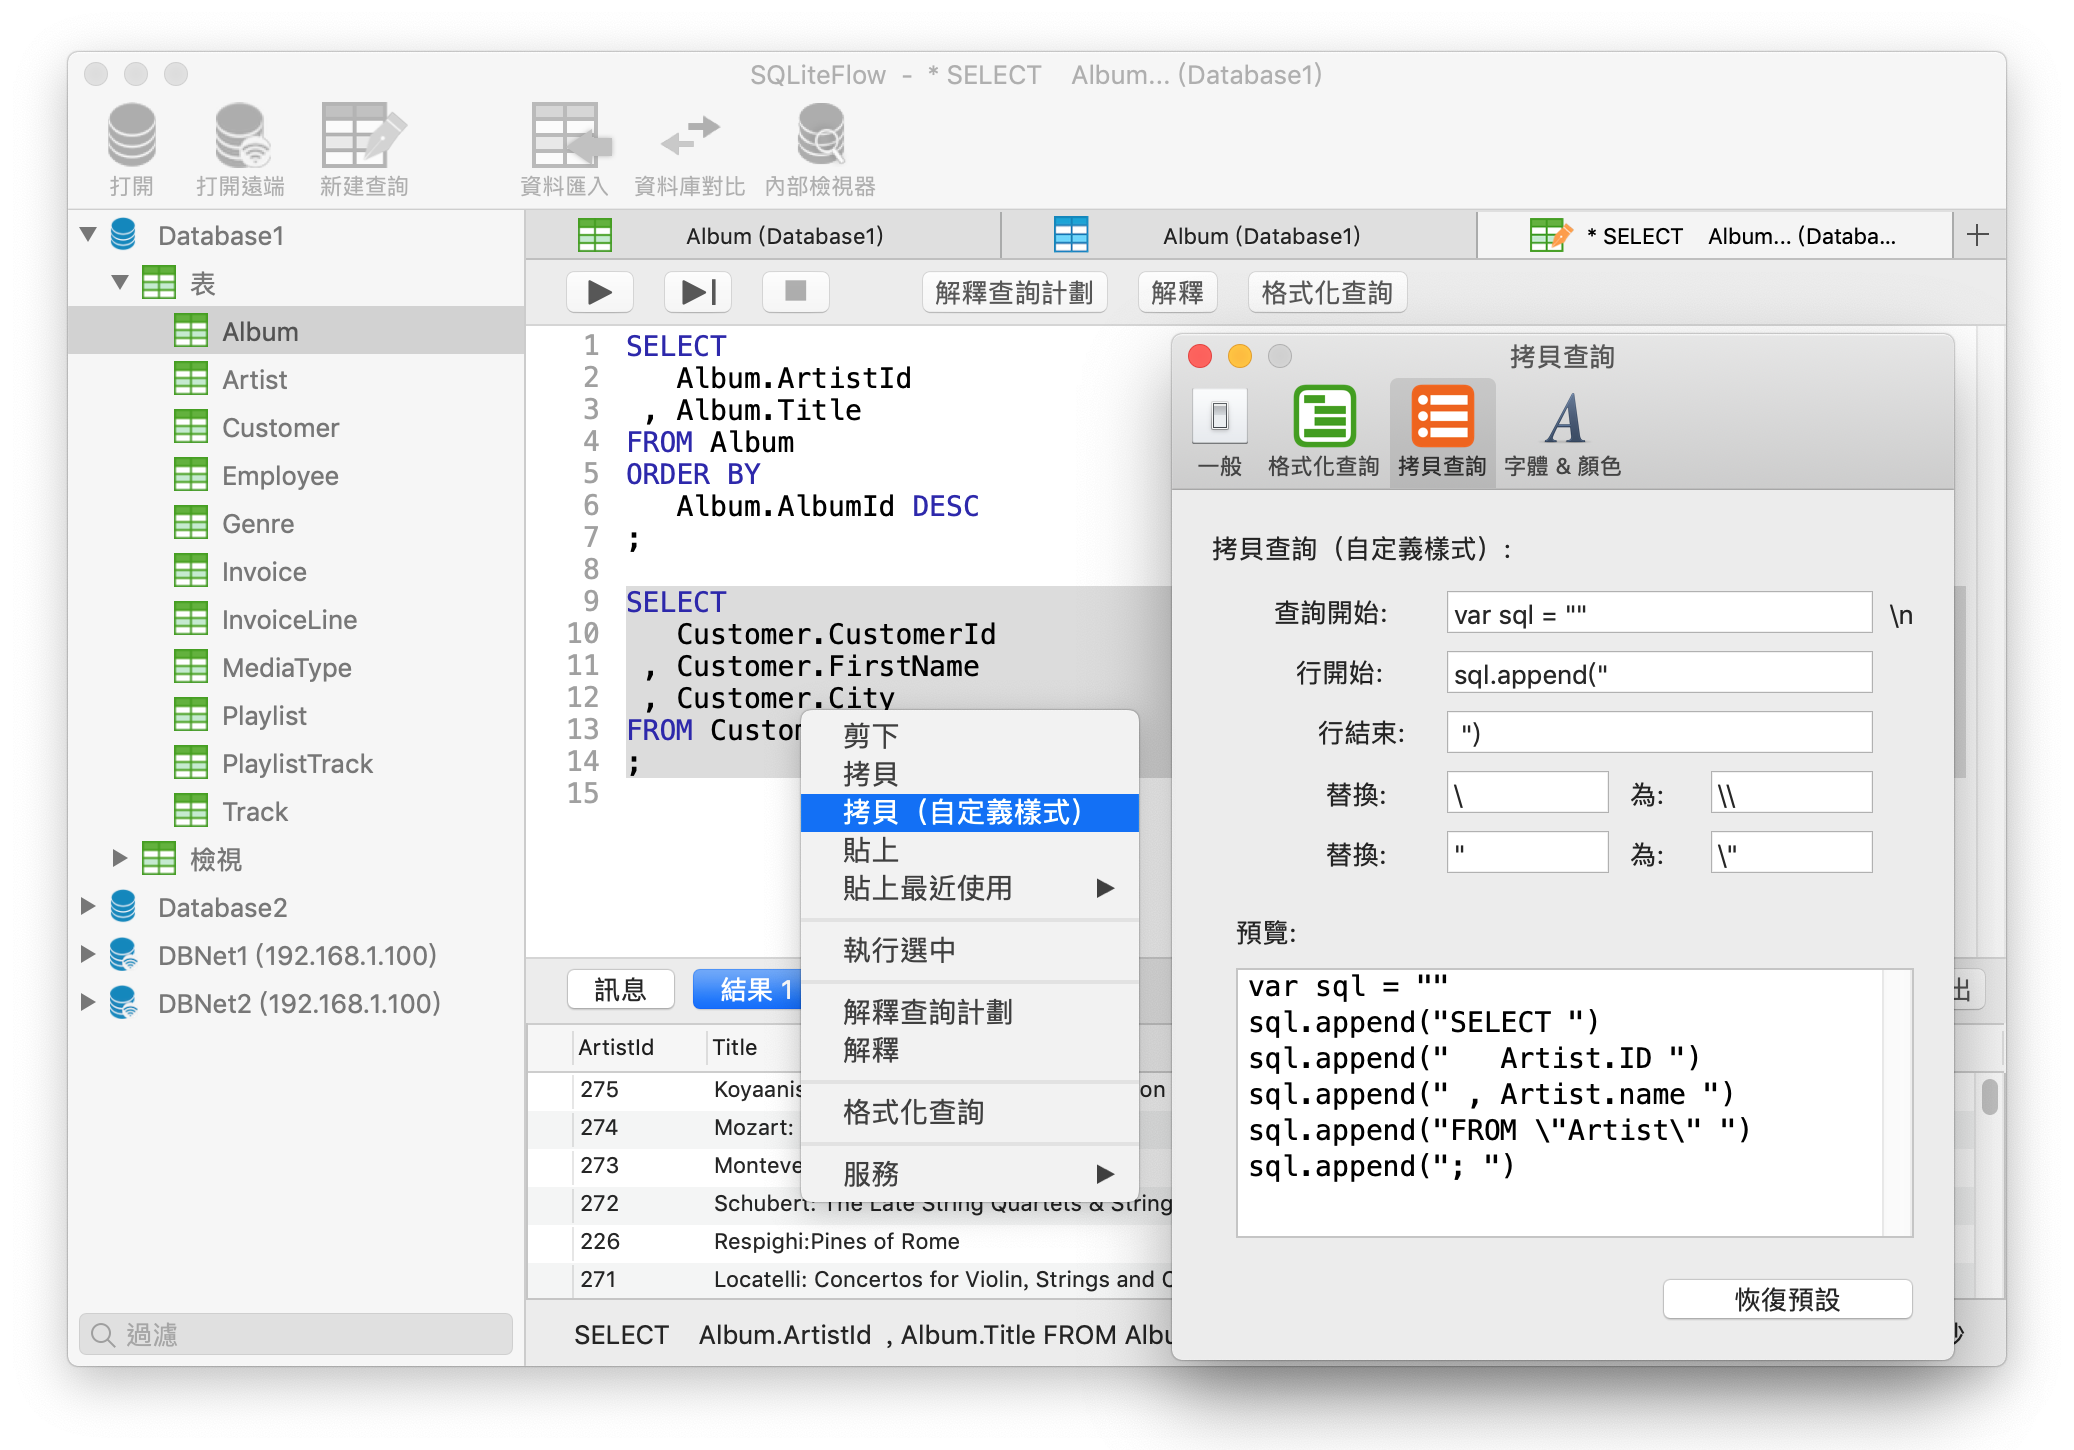 SQLiteFlow - * SELECT Album... (Database1)
打開
打開遠端
新建查詢
資料匯入
資料庫對比
內部檢視器
Database1
表
Album
Artist
Customer
Employee
Genre
Invoice
InvoiceLine
MediaType
Playlist
PlaylistTrack
Track
檢視
Database2
DBNet1 (192.168.1.100)
DBNet2 (192.168.1.100)
過濾
Album (Database1)
Album (Database1)
* SELECT Album... (Databa...
解釋查詢計劃
解釋
格式化查詢
1 SELECT
2 Album.ArtistId
3 , Album.Title
4 FROM Album
5 ORDER BY
6 Album.AlbumId DESC
7 ;
8
9 SELECT
10 Customer.CustomerId
11 , Customer.FirstName
12 , Customer.City
13 FROM Custom
14 ;
15
剪下
拷貝
拷貝（自定義樣式）
貼上
貼上最近使用
執行選中
解釋查詢計劃
解釋
格式化查詢
服務
訊息
結果 1
出
ArtistId Title
275 Koyaanis on
274 Mozart:
273 Monteve
272 Schubert: The Late String Quartets & String
226 Respighi:Pines of Rome
271 Locatelli: Concertos for Violin, Strings and C
SELECT Album.ArtistId , Album.Title FROM Albu
拷貝查詢
一般
格式化查詢
拷貝查詢
字體 & 顏色
拷貝查詢（自定義樣式）:
查詢開始: var sql = "" \n
行開始: sql.append("
行結束: ")
替換: \ 為: \\
替換: " 為: \"
預覽:
var sql = ""
sql.append("SELECT ")
sql.append("   Artist.ID ")
sql.append(" , Artist.name ")
sql.append("FROM \"Artist\" ")
sql.append("; ")
恢復預設